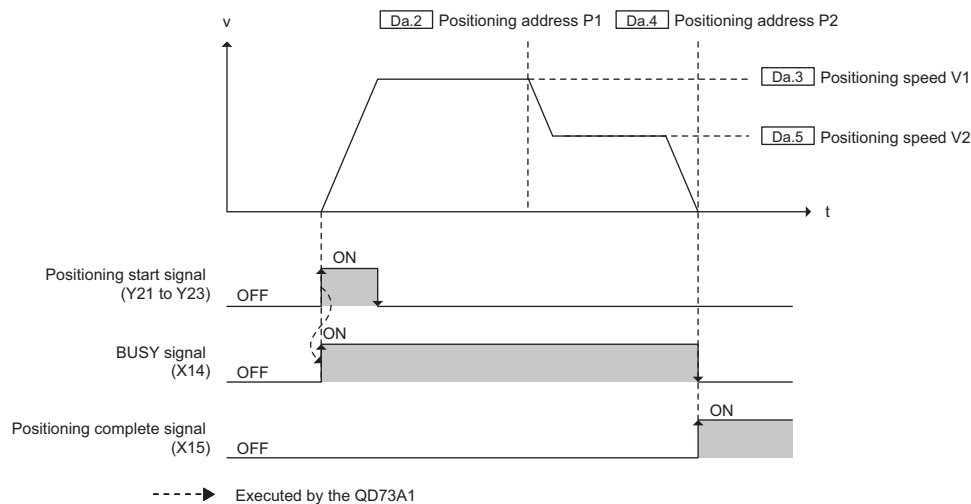 v
Da.2 Positioning address P1
Da.4 Positioning address P2
Da.3 Positioning speed V1
Da.5 Positioning speed V2
t
Positioning start signal
(Y21 to Y23)
OFF
ON
BUSY signal
(X14)
OFF
ON
Positioning complete signal
(X15)
OFF
ON
Executed by the QD73A1